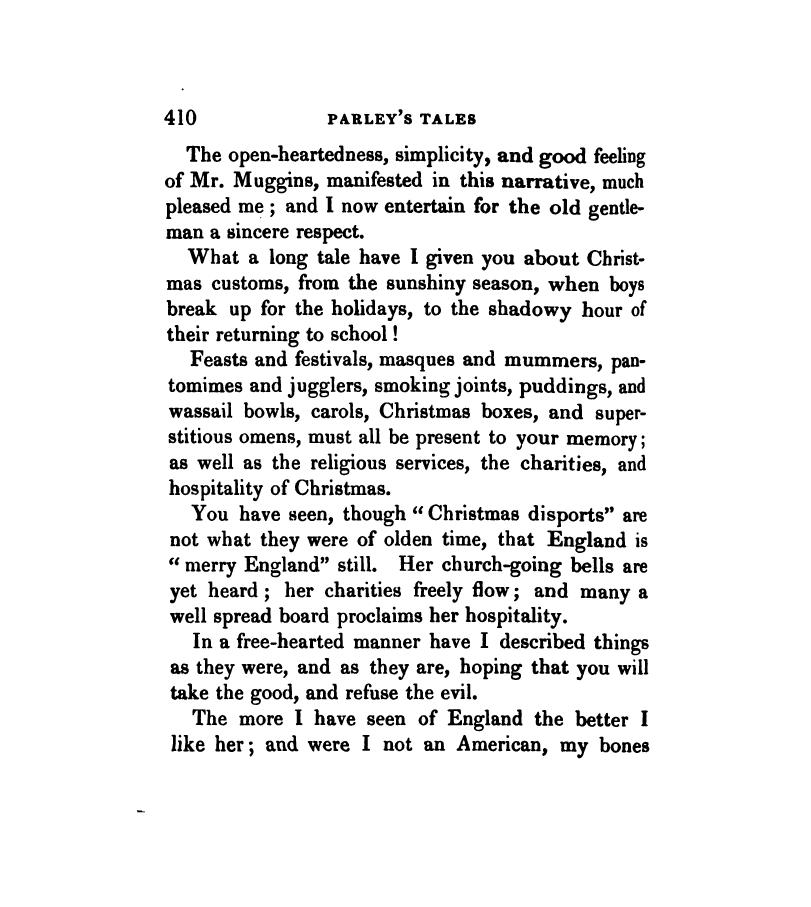 410 PARLEY'S TALES
The open-heartedness, simplicity, and good feeling
of Mr. Muggins, manifested in this narrative, much
pleased me ; and I now entertain for the old gentle-
man a sincere respect.
What a long tale have I given you about Christ-
mas customs, from the sunshiny season, when boys
break up for the holidays, to the shadowy hour of
their returning to school !
Feasts and festivals, masques and mummers, pan-
tomimes and jugglers, smoking joints, puddings, and
wassail bowls, carols, Christmas boxes, and super-
stitious omens, must all be present to your memory ;
as well as the religious services, the charities, and
hospitality of Christmas.
You have seen, though " Christmas disports" are
not what they were of olden time, that England is
" merry England" still. Her church-going bells are
yet heard ; her charities freely flow ; and many a
well spread board proclaims her hospitality.
In a free-hearted manner have I described things
as they were, and as they are, hoping that you will
take the good, and refuse the evil.
The more I have seen of England the better I
like her ; and were I not an American, my bones